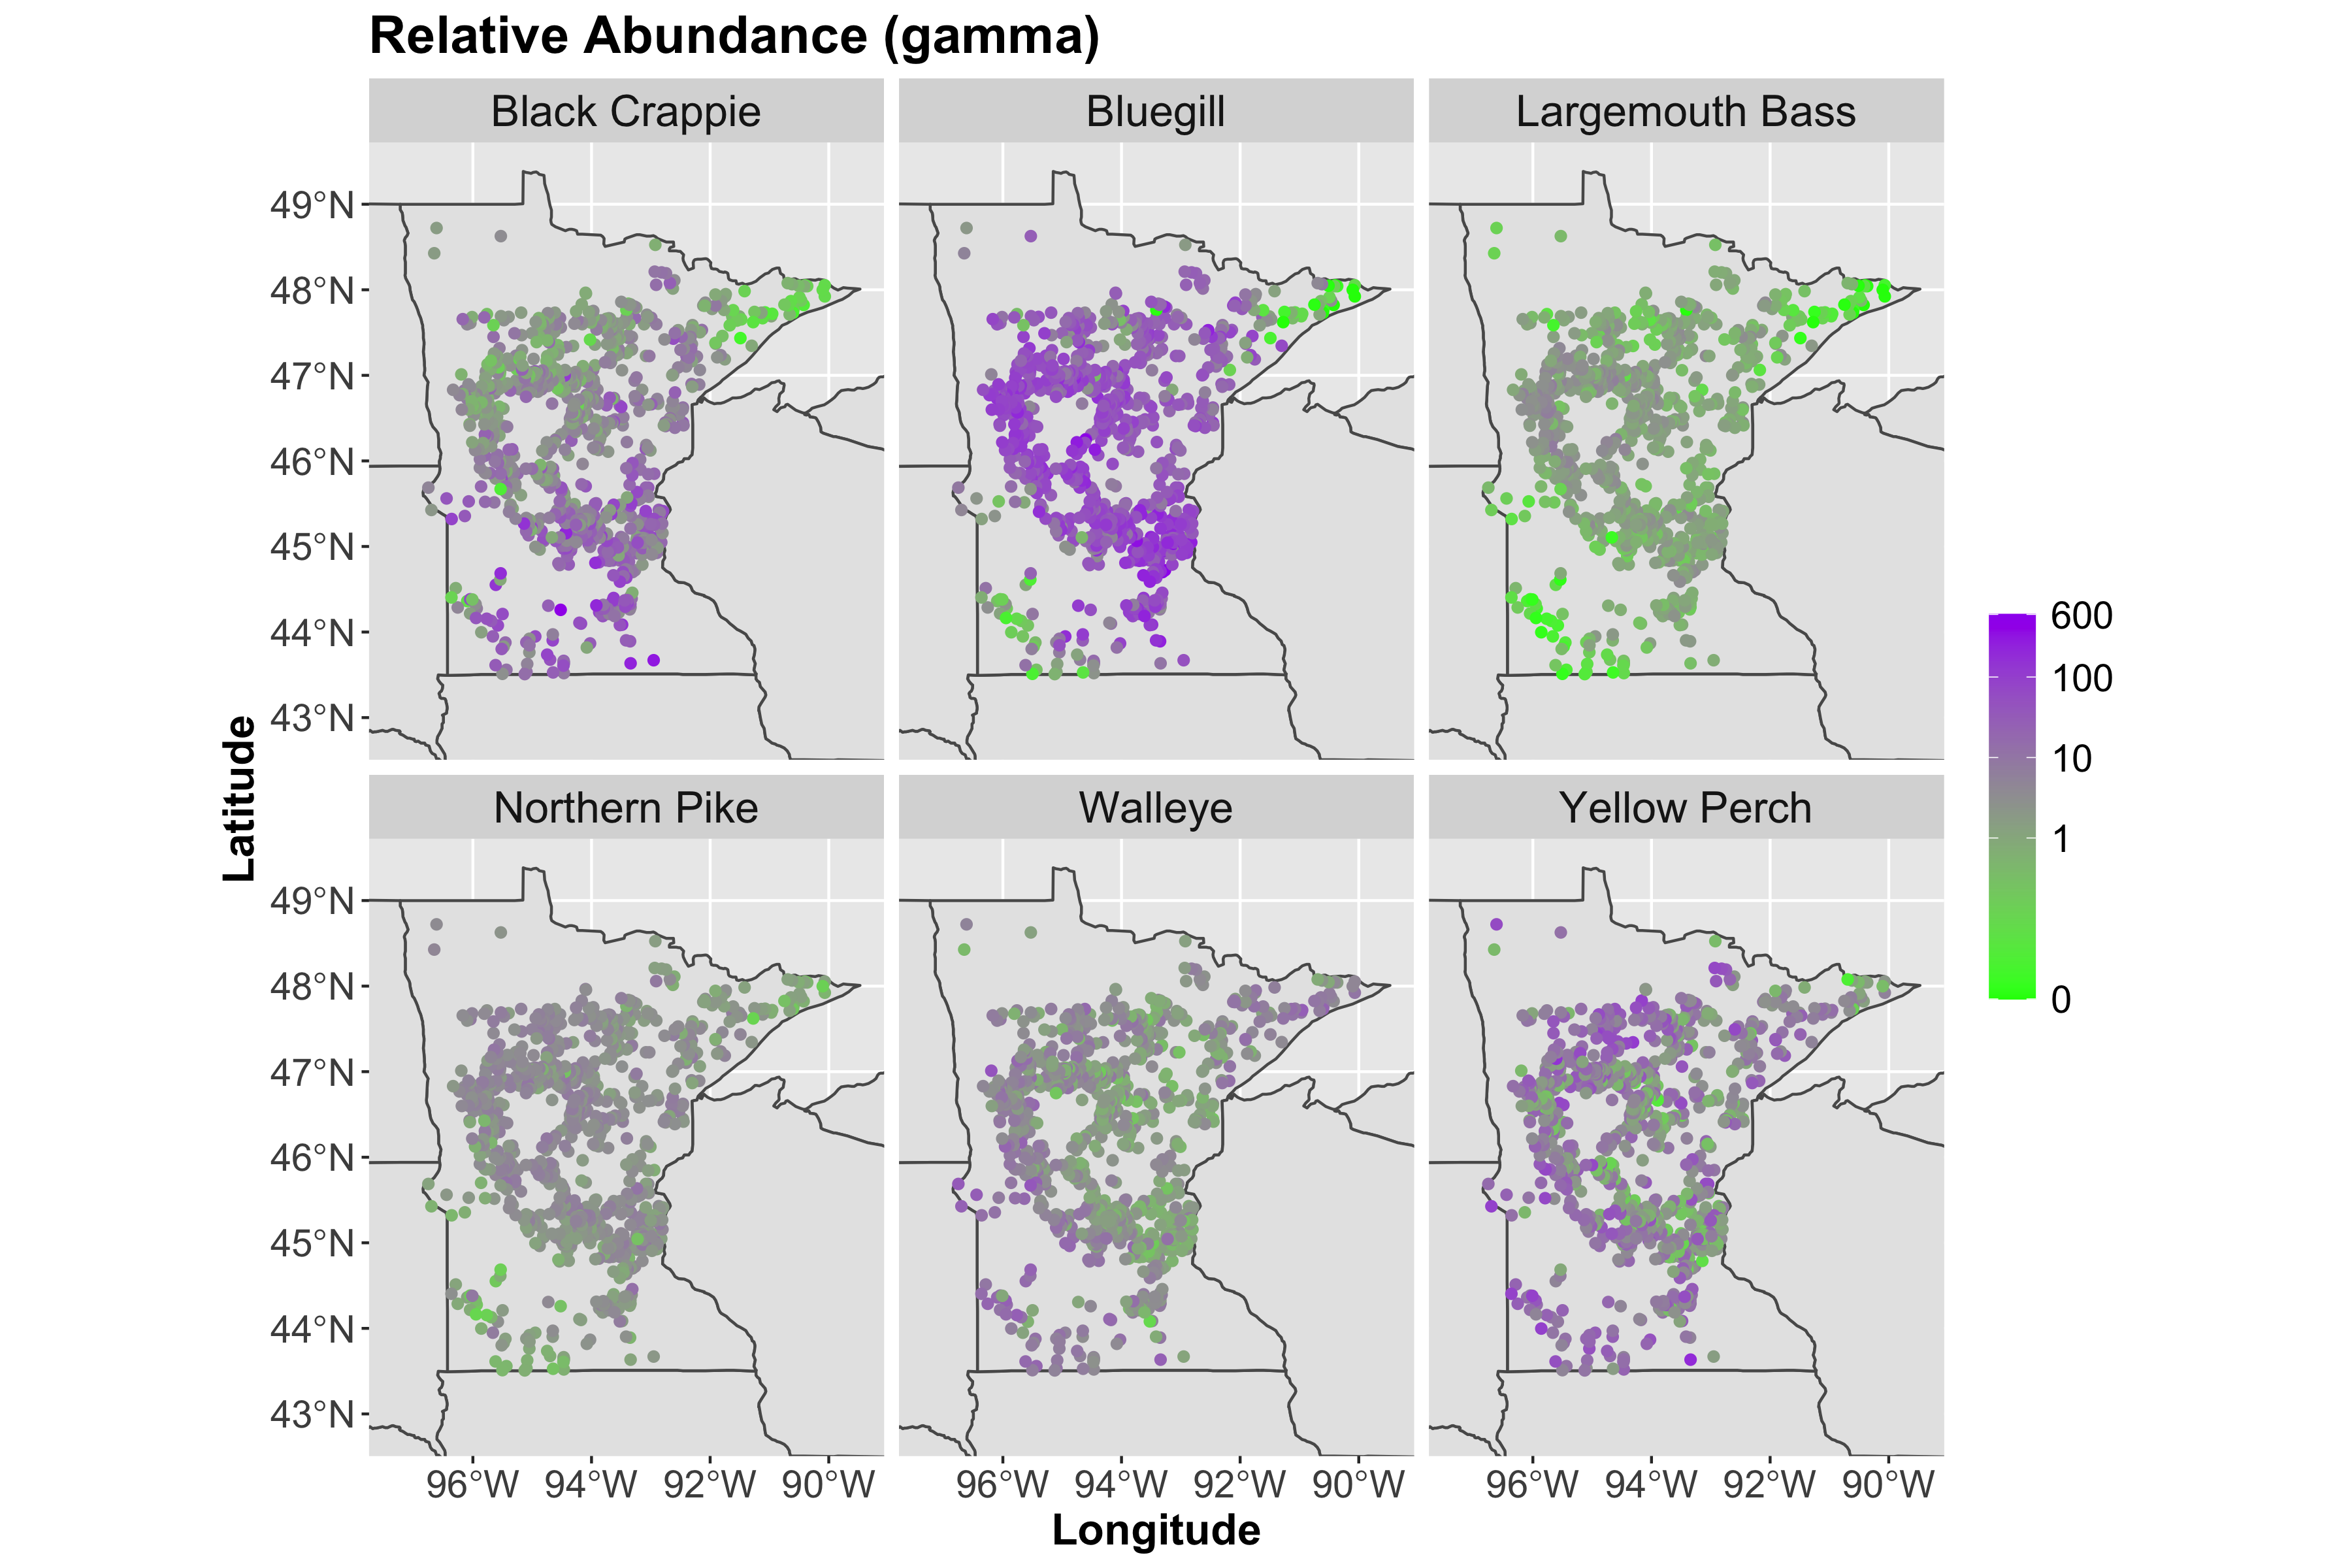 Relative Abundance (gamma)
Black Crappie
Bluegill
Largemouth Bass
49°N
48°N
47°N
46°N
45°N
44°N
43°N
Northern Pike
Walleye
Yellow Perch
49°N
48°N
47°N
46°N
45°N
44°N
43°N
96°W 94°W 92°W 90°W
96°W 94°W 92°W 90°W
96°W 94°W 92°W 90°W
Longitude
Latitude
600
100
10
1
0